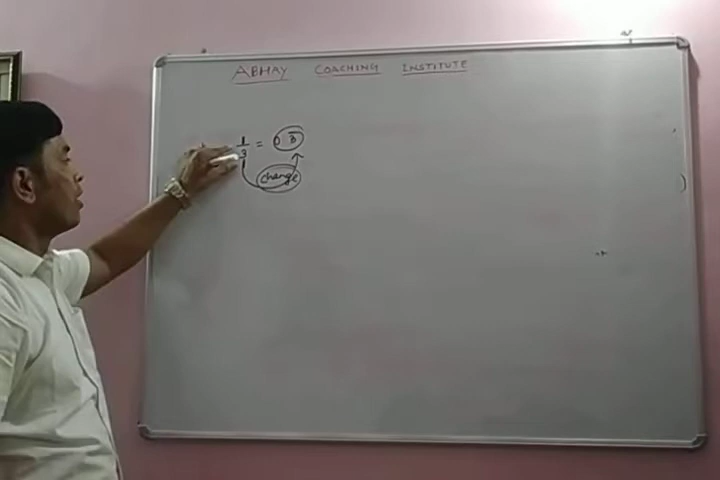 ABHAY COACHING INSTITUTE
1/3 = 0.3̅
change